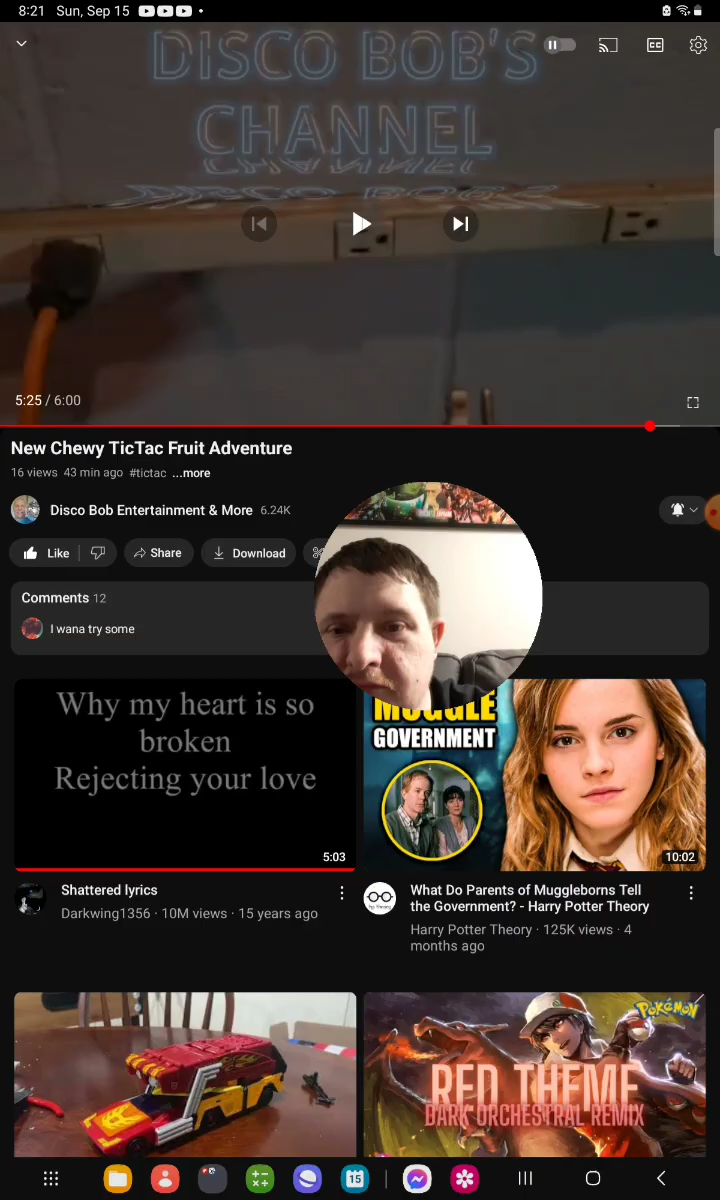 8:21 Sun, Sep 15
DISCO BOB'S
CHANNEL
CC
5:25 / 6:00
New Chewy TicTac Fruit Adventure
16 views 43 min ago #tictac ...more
Disco Bob Entertainment & More 6.24K
Like
Share
Download
Comments 12
I wana try some
Why my heart is so
broken
Rejecting your love
5:03
MUGGLE
GOVERNMENT
10:02
Shattered lyrics
Darkwing1356 · 10M views · 15 years ago
What Do Parents of Muggleborns Tell
the Government? - Harry Potter Theory
Harry Potter Theory · 125K views · 4
months ago
POKÉMON
RED THEME
DARK ORCHESTRAL REMIX
15